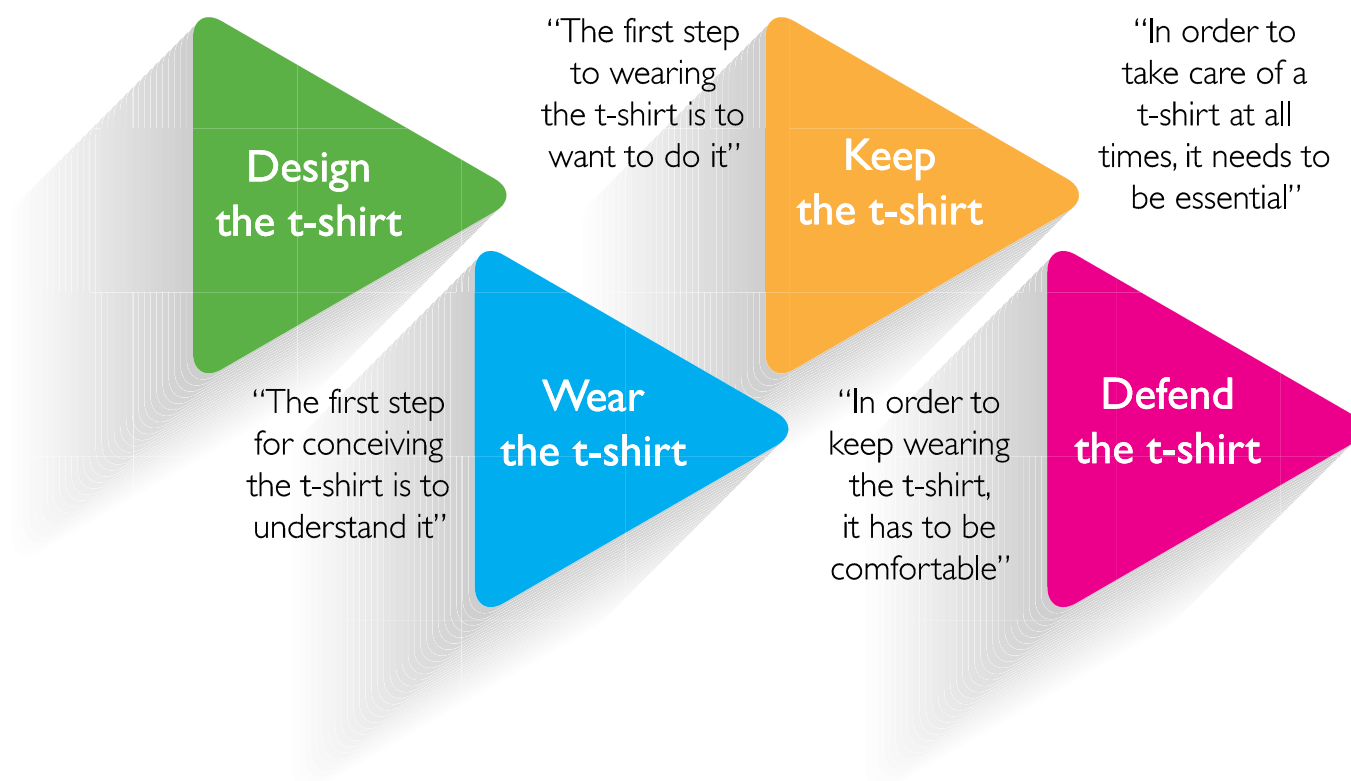 Design
the t-shirt
“The first step
for conceiving
the t-shirt is to
understand it”
Wear
the t-shirt
“The first step
to wearing
the t-shirt is to
want to do it”
Keep
the t-shirt
“In order to
keep wearing
the t-shirt,
it has to be
comfortable”
Defend
the t-shirt
“In order to
take care of a
t-shirt at all
times, it needs to
be essential”